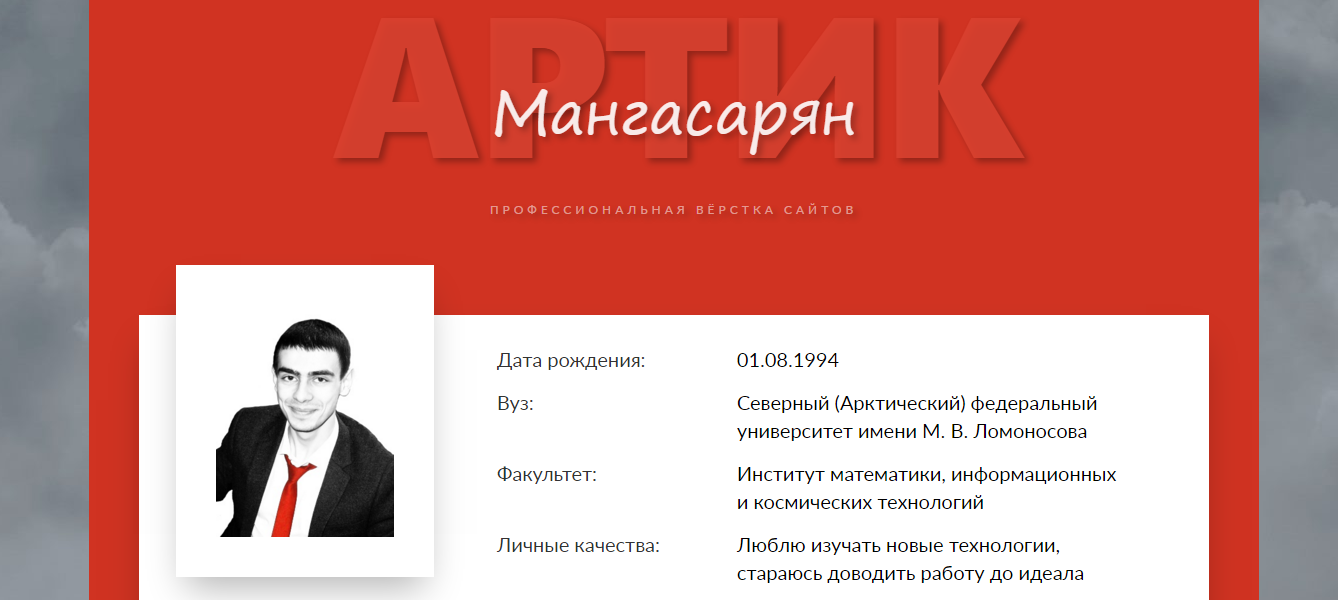 АРТИК
Мангасарян
ПРОФЕССИОНАЛЬНАЯ ВЁРСТКА САЙТОВ
Дата рождения: 01.08.1994
Вуз: Северный (Арктический) федеральный
университет имени М. В. Ломоносова
Факультет: Институт математики, информационных
и космических технологий
Личные качества: Люблю изучать новые технологии,
стараюсь доводить работу до идеала